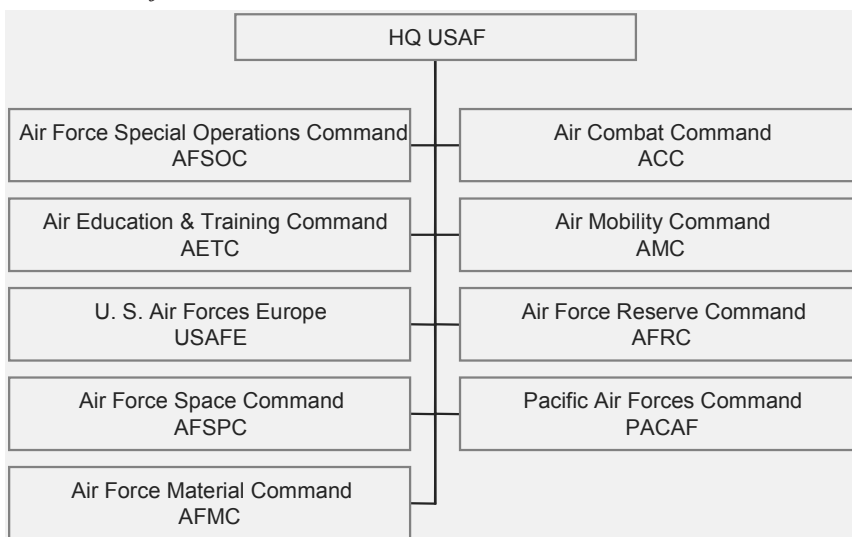 HQ USAF
Air Force Special Operations Command
AFSOC
Air Combat Command
ACC
Air Education & Training Command
AETC
Air Mobility Command
AMC
U. S. Air Forces Europe
USAFE
Air Force Reserve Command
AFRC
Air Force Space Command
AFSPC
Pacific Air Forces Command
PACAF
Air Force Material Command
AFMC